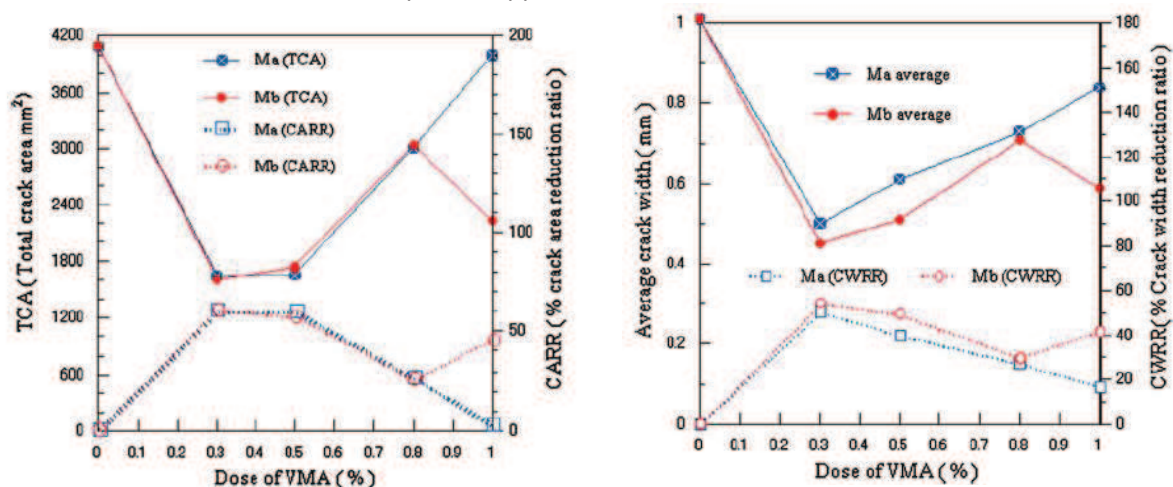 4200
3600
3000
2400
1800
1200
600
0
TCA ( Total crack area mm²)
Ma (TCA)
Mb (TCA)
Ma (CARR)
Mb (CARR)
200
150
100
50
0
CARR ( % crack area reduction ratio)
0 0.1 0.2 0.3 0.4 0.5 0.6 0.7 0.8 0.9 1
Dose of VMA ( % )
1
0.8
0.6
0.4
0.2
0
Average crack width ( mm)
Ma average
Mb average
Ma (CWRR) Mb (CWRR)
180
160
140
120
100
80
60
40
20
0
CWRR( % Crack width reduction ratio)
0 0.1 0.2 0.3 0.4 0.5 0.6 0.7 0.8 0.9 1
Dose of VMA ( % )